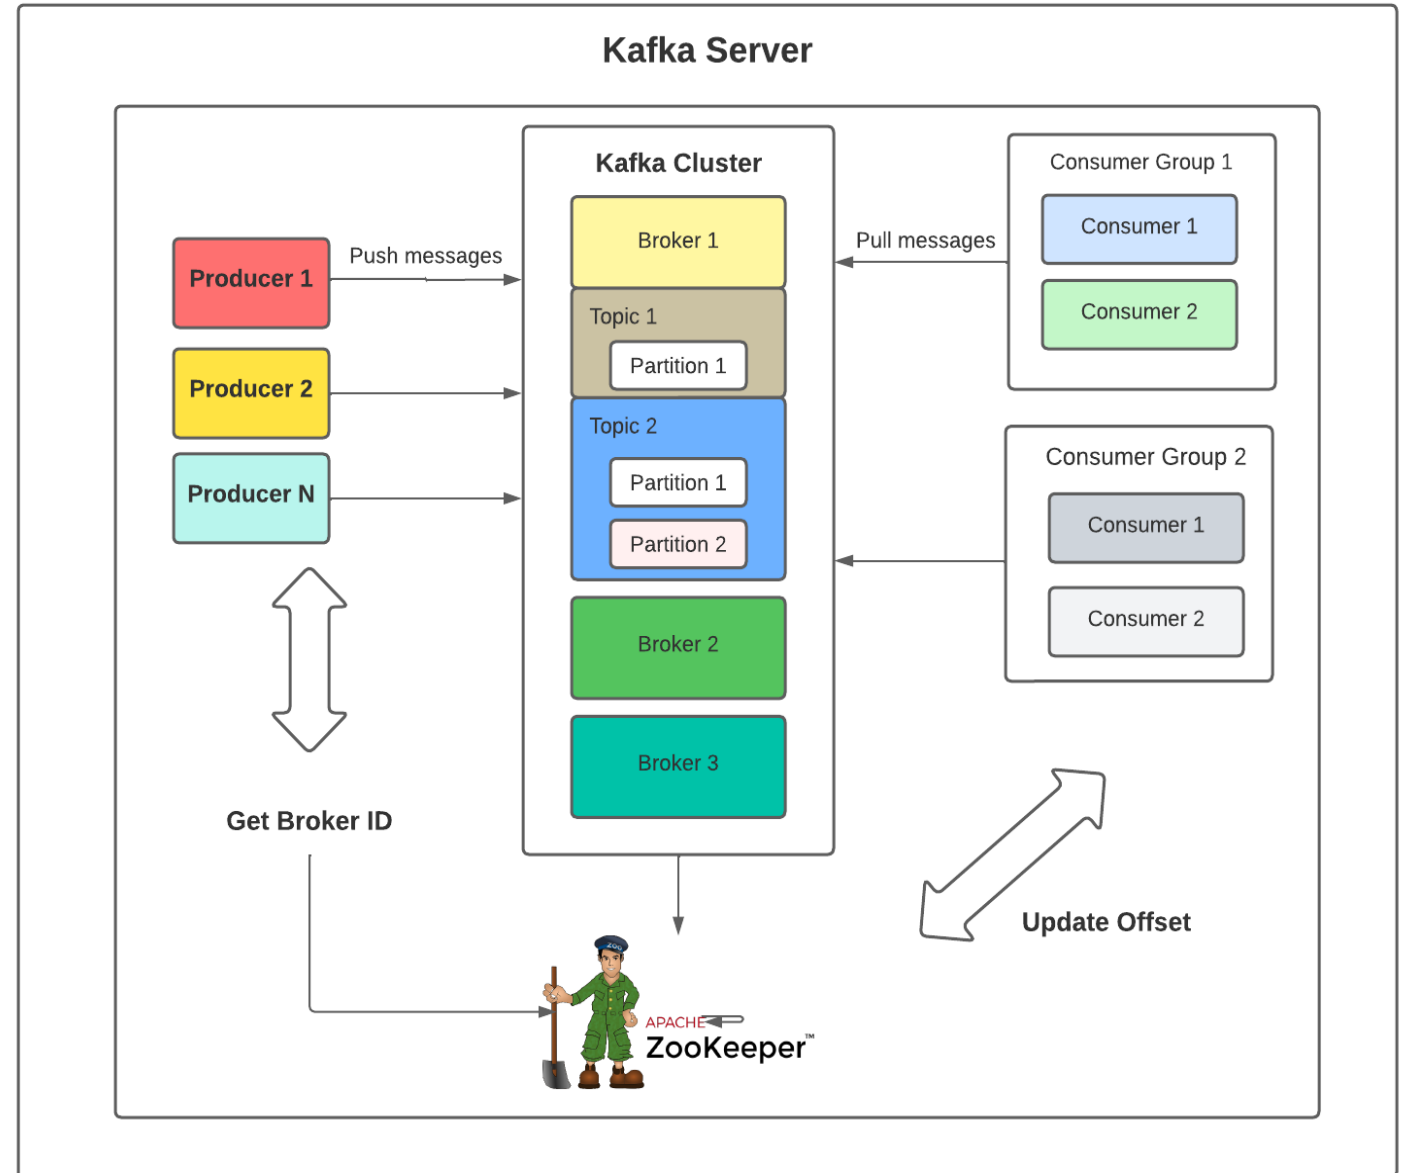 Kafka Server
Kafka Cluster
Broker 1
Topic 1
Partition 1
Topic 2
Partition 1
Partition 2
Broker 2
Broker 3
Producer 1
Push messages
Producer 2
Producer N
Get Broker ID
Pull messages
Consumer Group 1
Consumer 1
Consumer 2
Consumer Group 2
Consumer 1
Consumer 2
Update Offset
ZOO
APACHE
ZooKeeper™